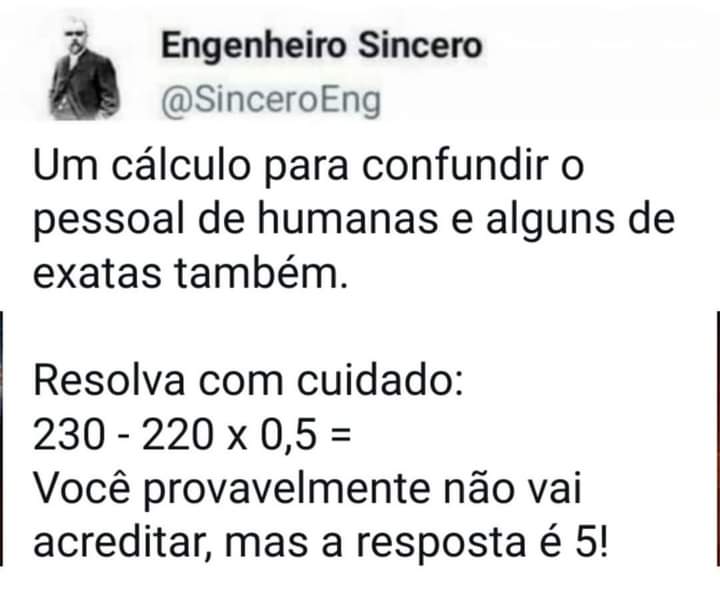 Engenheiro Sincero
@SinceroEng
Um cálculo para confundir o
pessoal de humanas e alguns de
exatas também.
Resolva com cuidado:
230 - 220 x 0,5 =
Você provavelmente não vai
acreditar, mas a resposta é 5!